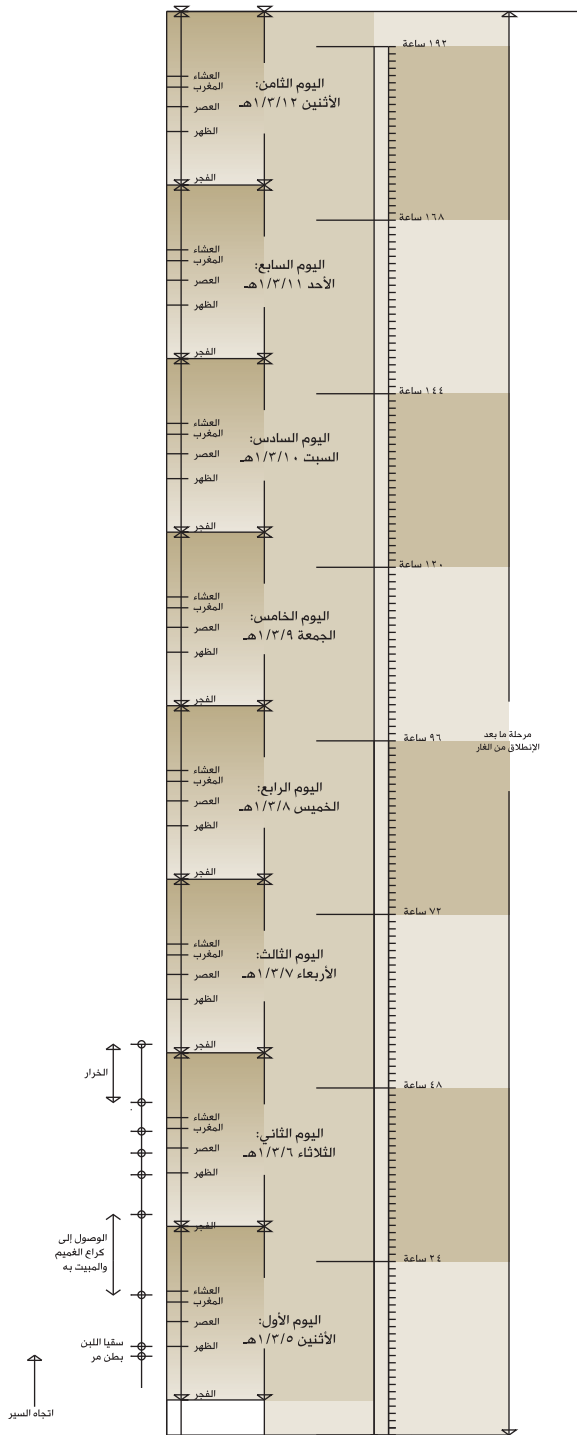 ١٩٢ ساعة
العشاء
المغرب
العصر
الظهر
الفجر
اليوم الثامن:
الأثنين ١/٣/١٢هـ
١٦٨ ساعة
العشاء
المغرب
العصر
الظهر
الفجر
اليوم السابع:
الأحد ١/٣/١١هـ
١٤٤ ساعة
العشاء
المغرب
العصر
الظهر
الفجر
اليوم السادس:
السبت ١/٣/١٠هـ
١٢٠ ساعة
العشاء
المغرب
العصر
الظهر
الفجر
اليوم الخامس:
الجمعة ١/٣/٩هـ
مرحلة ما بعد
الإنطلاق من الغار
٩٦ ساعة
العشاء
المغرب
العصر
الظهر
الفجر
اليوم الرابع:
الخميس ١/٣/٨هـ
٧٢ ساعة
العشاء
المغرب
العصر
الظهر
الفجر
اليوم الثالث:
الأربعاء ١/٣/٧هـ
٤٨ ساعة
الخرار
العشاء
المغرب
العصر
الظهر
الفجر
اليوم الثاني:
الثلاثاء ١/٣/٦هـ
٢٤ ساعة
الوصول إلى
كراع الغميم
والمبيت به
العشاء
المغرب
العصر
الظهر
الفجر
اليوم الأول:
الأثنين ١/٣/٥هـ
سقيا اللبن
بطن مر
اتجاه السير